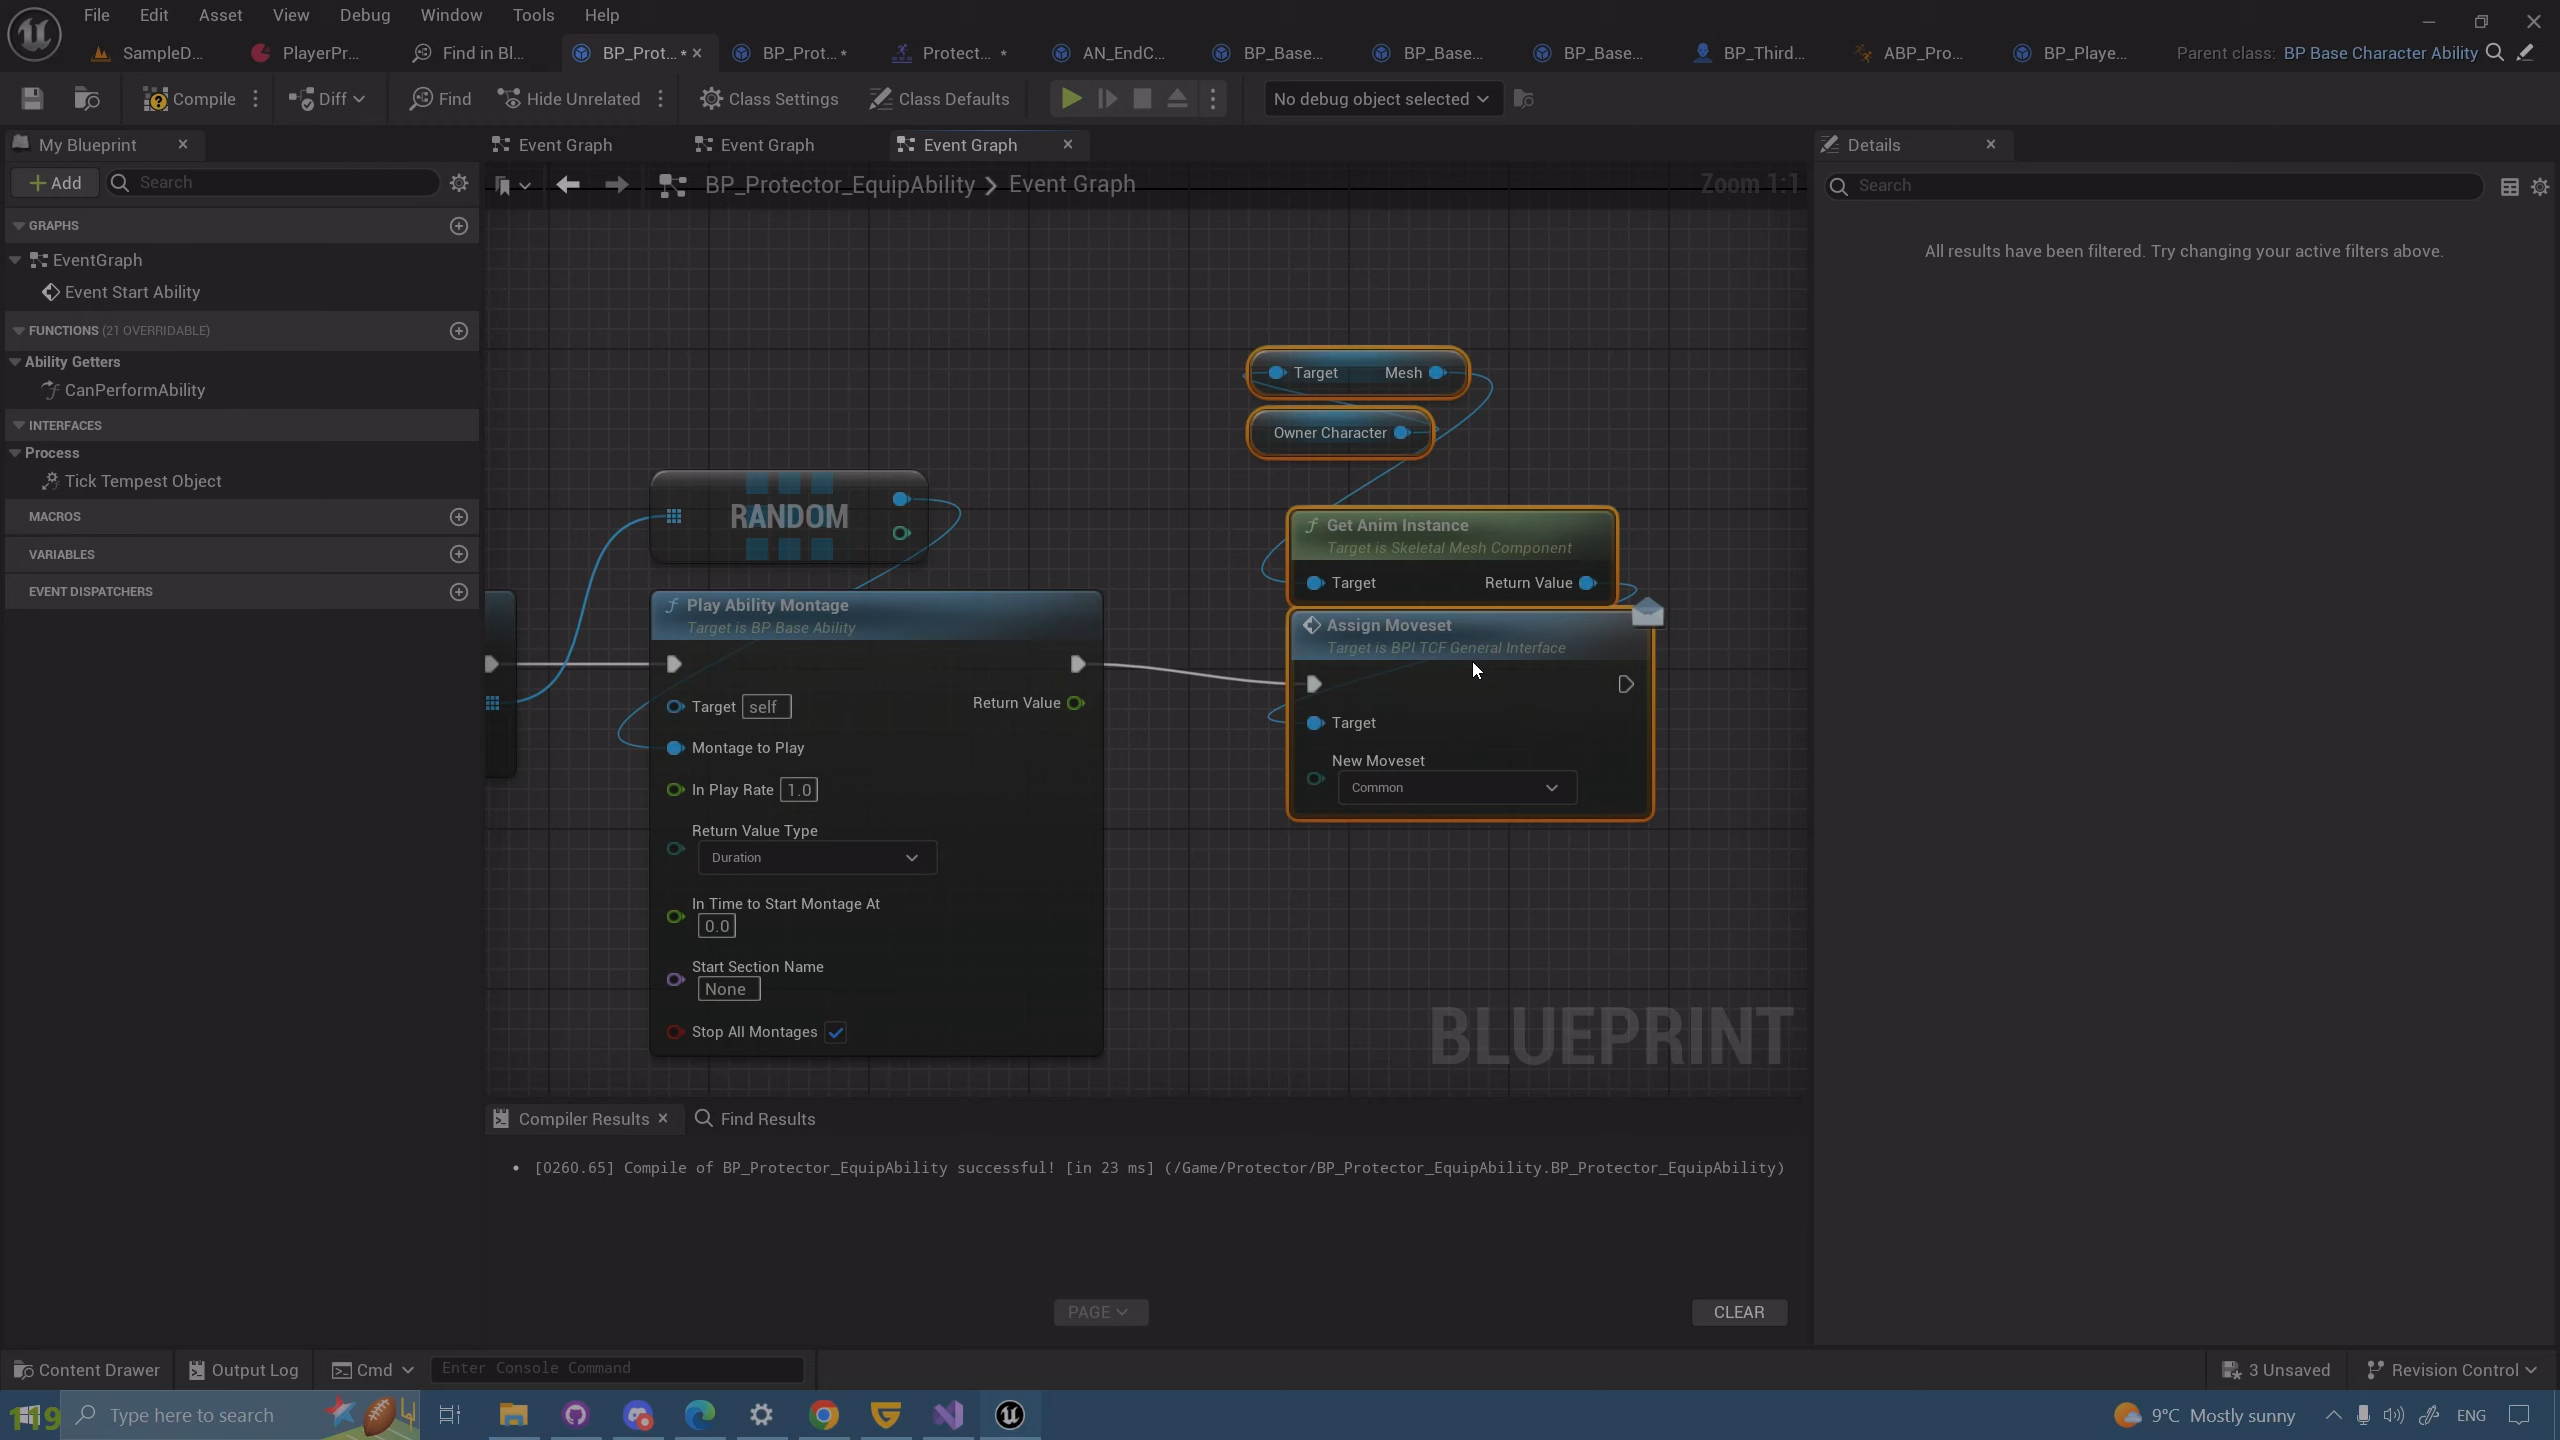 File Edit Asset View Debug Window Tools Help
SampleD... PlayerPr... Find in Bl... BP_Prot... * BP_Prot... * Protect... * AN_EndC... BP_Base... BP_Base... BP_Base... BP_Third... ABP_Pro... BP_Playe... Parent class: BP Base Character Ability
Compile Diff Find Hide Unrelated Class Settings Class Defaults No debug object selected
My Blueprint Event Graph Event Graph Event Graph Details
Add Search
BP_Protector_EquipAbility > Event Graph Zoom 1:1
Search
GRAPHS
EventGraph
Event Start Ability
FUNCTIONS (21 OVERRIDABLE)
Ability Getters
CanPerformAbility
INTERFACES
Process
Tick Tempest Object
MACROS
VARIABLES
EVENT DISPATCHERS
All results have been filtered. Try changing your active filters above.
Target Mesh
Owner Character
RANDOM
Get Anim Instance
Target is Skeletal Mesh Component
Target Return Value
Play Ability Montage
Target is BP Base Ability
Target self Return Value
Montage to Play
In Play Rate 1.0
Return Value Type
Duration
In Time to Start Montage At
0.0
Start Section Name
None
Stop All Montages
Assign Moveset
Target is BPI TCF General Interface
Target
New Moveset
Common
BLUEPRINT
Compiler Results Find Results
[0260.65] Compile of BP_Protector_EquipAbility successful! [in 23 ms] (/Game/Protector/BP_Protector_EquipAbility.BP_Protector_EquipAbility)
PAGE CLEAR
Content Drawer Output Log Cmd Enter Console Command 3 Unsaved Revision Control
119 Type here to search 9°C Mostly sunny ENG